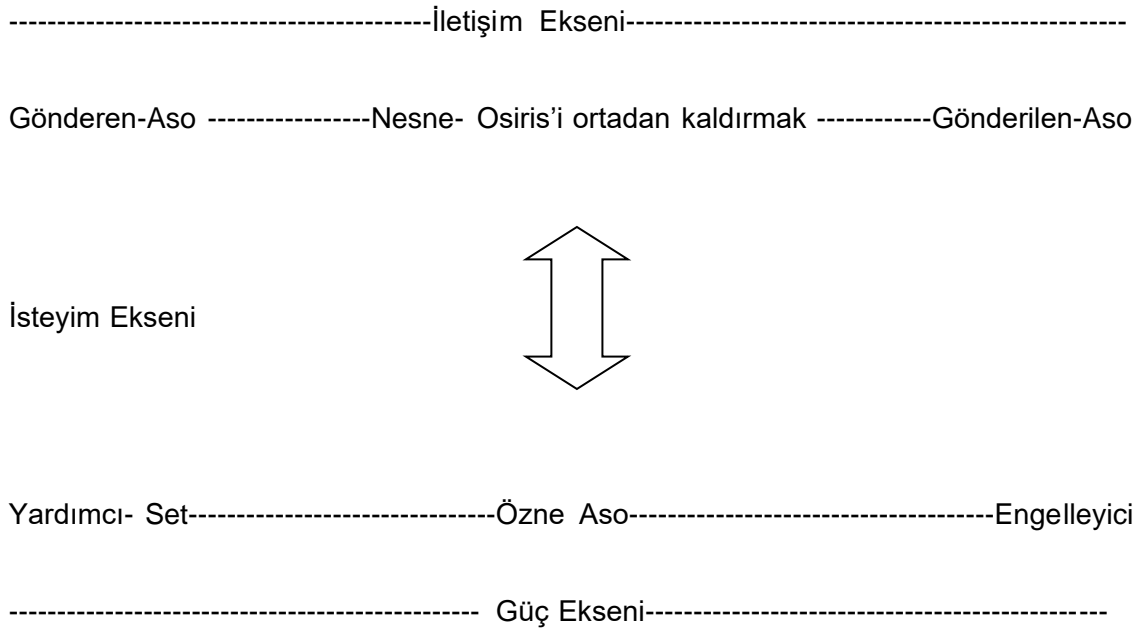 --------------------------------------------İletişim Ekseni----------------------------------------------------
Gönderen-Aso -----------------Nesne- Osiris’i ortadan kaldırmak ------------Gönderilen-Aso
İsteyim Ekseni
Yardımcı- Set--------------------------------Özne Aso--------------------------------------Engelleyici
------------------------------------------------- Güç Ekseni------------------------------------------------